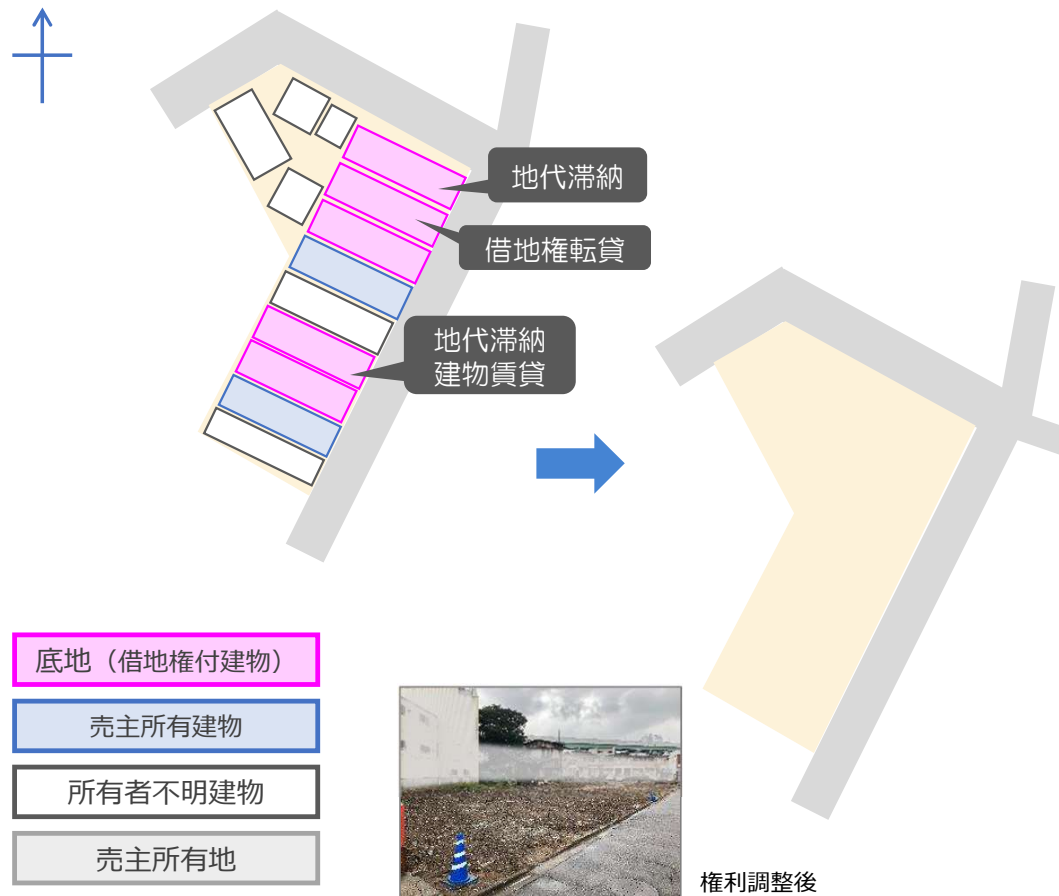 地代滞納
借地権転貸
地代滞納
建物賃貸
底地（借地権付建物）
売主所有建物
所有者不明建物
売主所有地
権利調整後